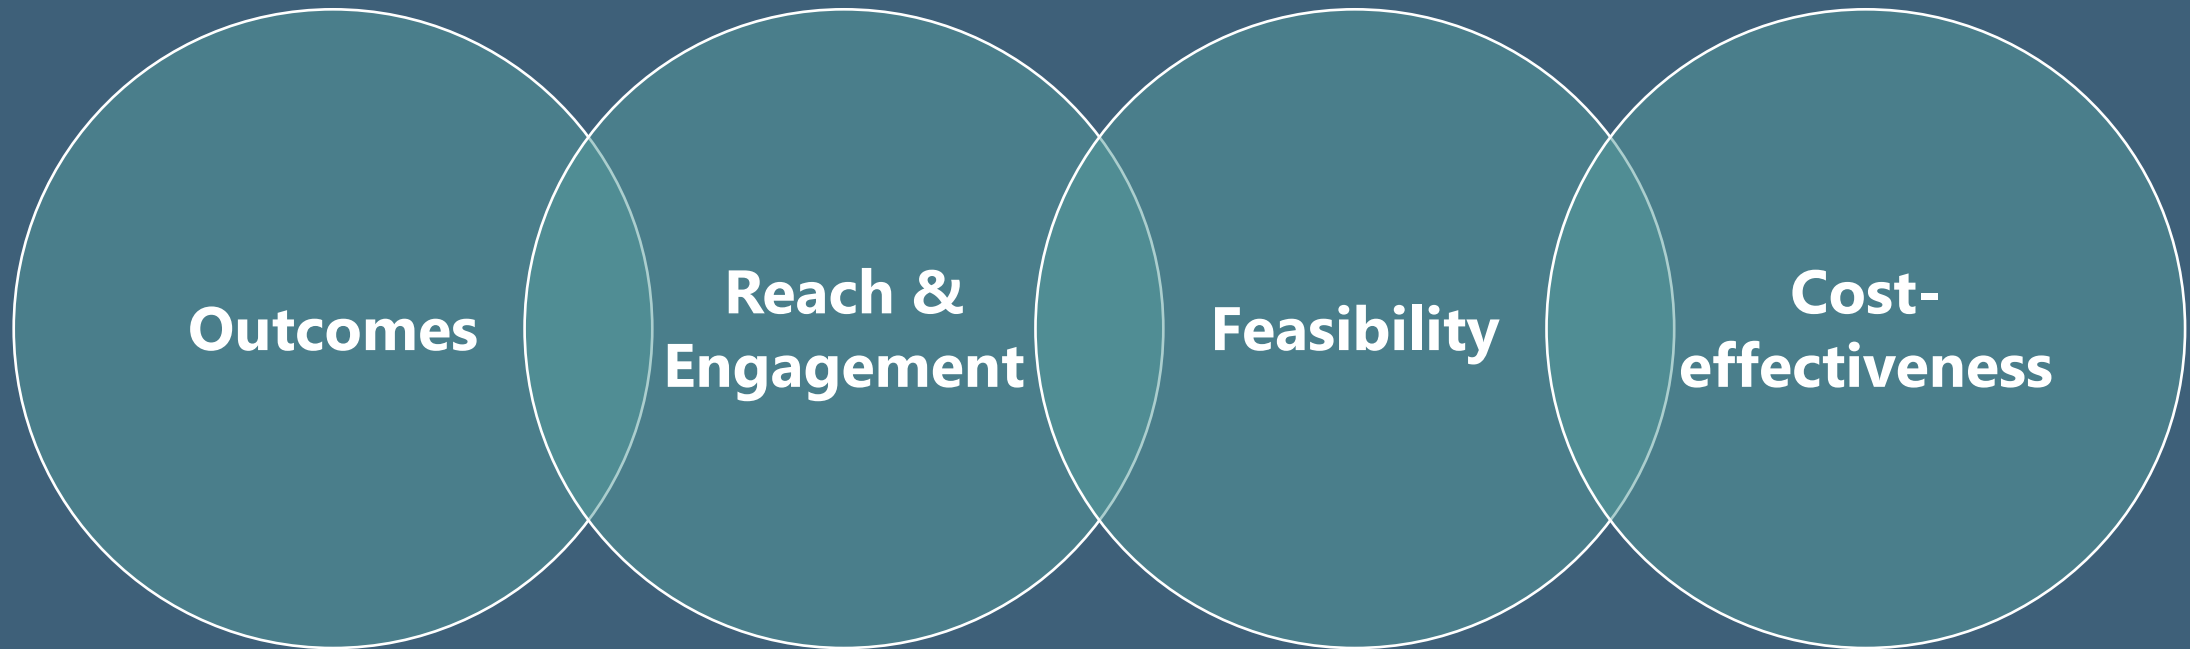 Outcomes
Reach &
Engagement
Feasibility
Cost-
effectiveness